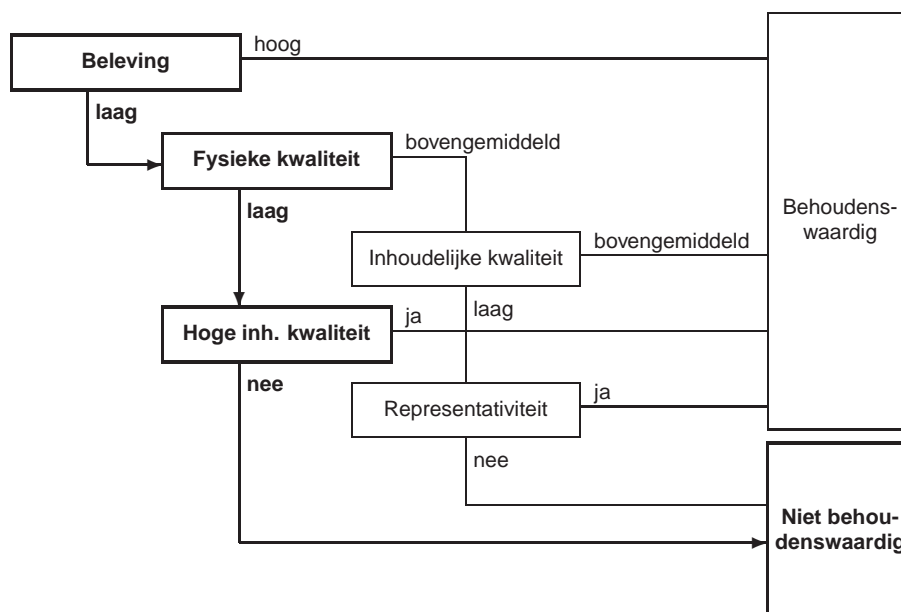 hoog
Beleving
laag
bovengemiddeld
Fysieke kwaliteit
laag
Behoudens-
waardig
bovengemiddeld
Inhoudelijke kwaliteit
laag
ja
Hoge inh. kwaliteit
nee
ja
Representativiteit
nee
Niet behou-
denswaardig